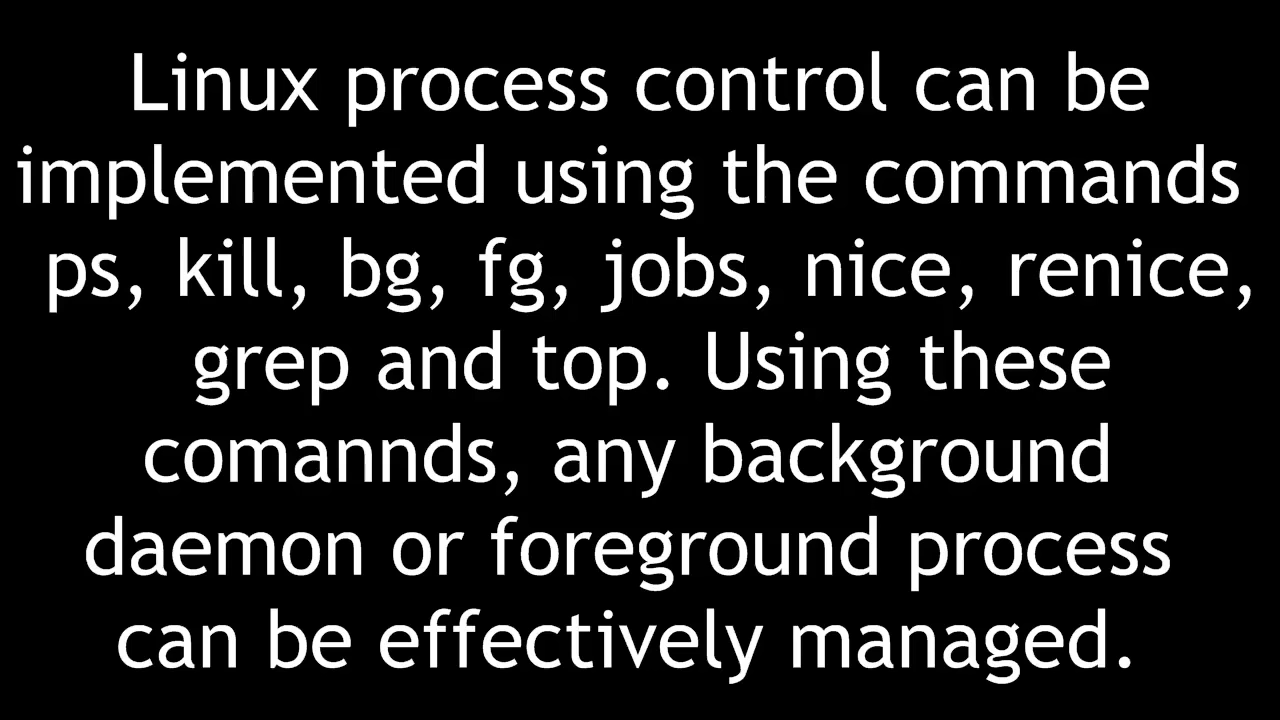 Linux process control can be
implemented using the commands
ps, kill, bg, fg, jobs, nice, renice,
grep and top. Using these
comannds, any background
daemon or foreground process
can be effectively managed.